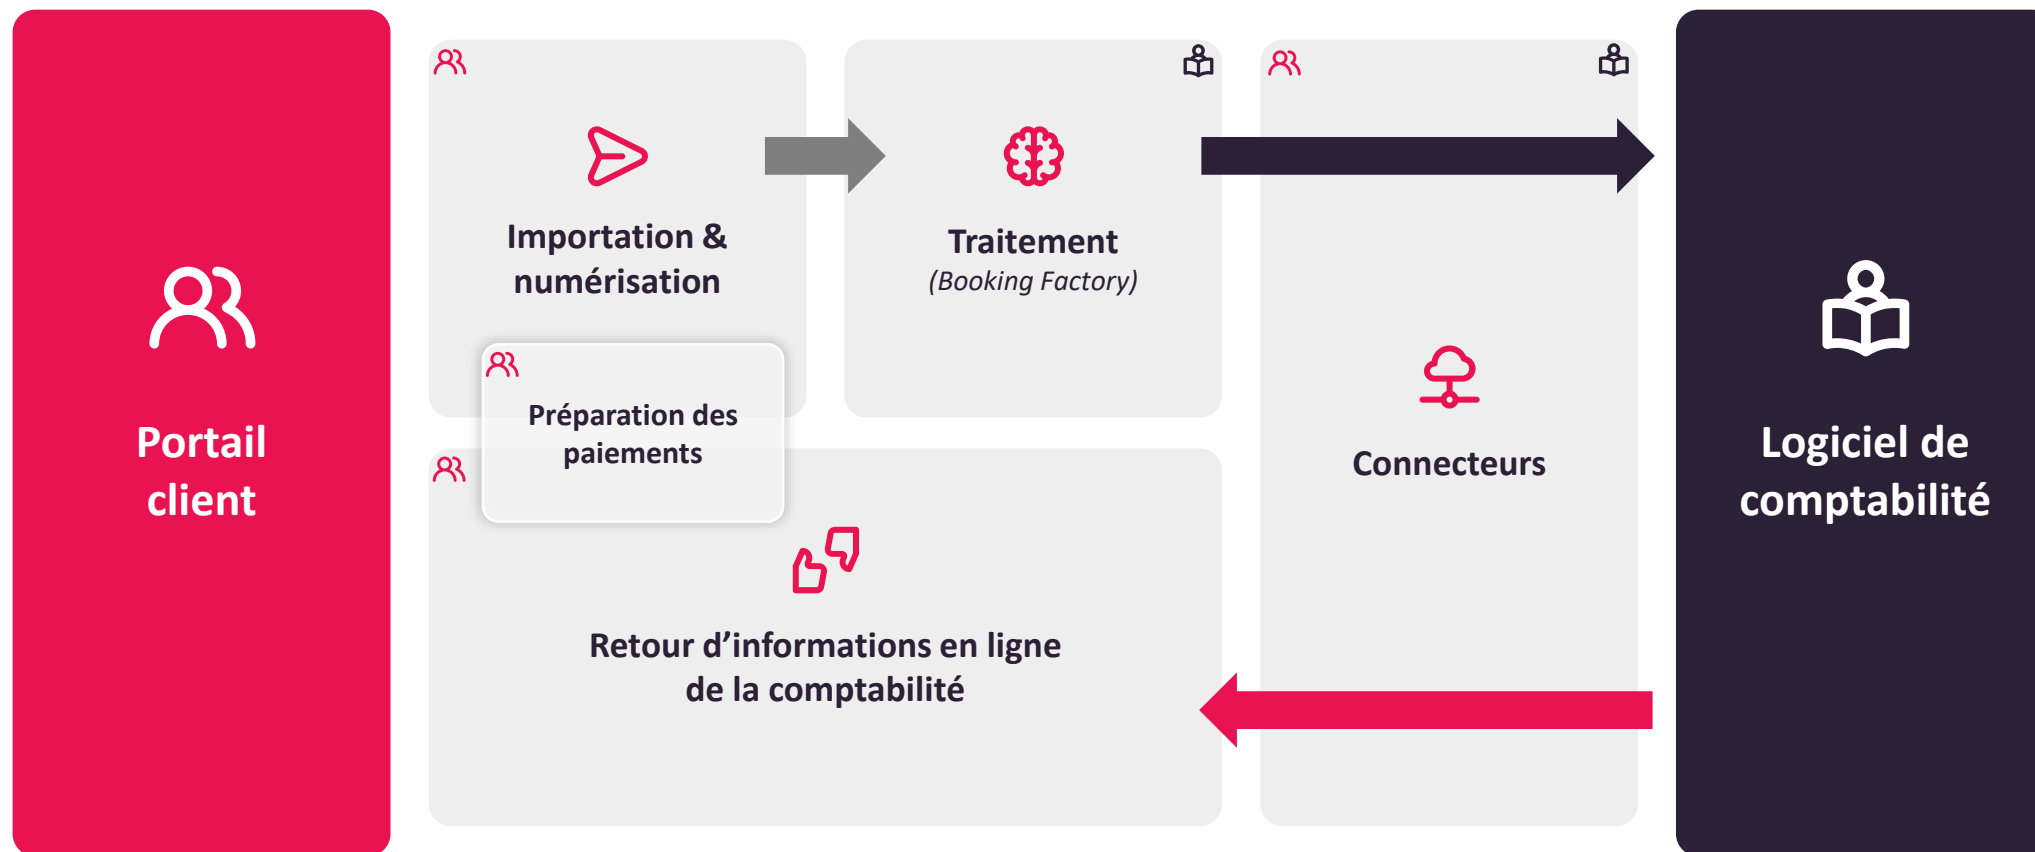 Portail
client
Importation &
numérisation
Traitement
(Booking Factory)
Préparation des
paiements
Retour d’informations en ligne
de la comptabilité
Connecteurs
Logiciel de
comptabilité